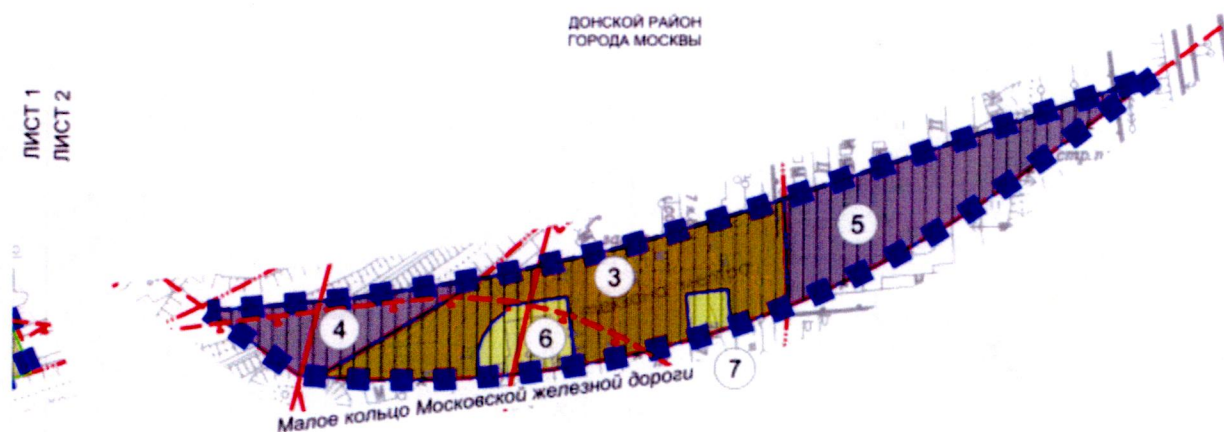 ДОНСКОЙ РАЙОН
ГОРОДА МОСКВЫ
ЛИСТ 1
ЛИСТ 2
5
3
4
6
7
Малое кольцо Московской железной дороги